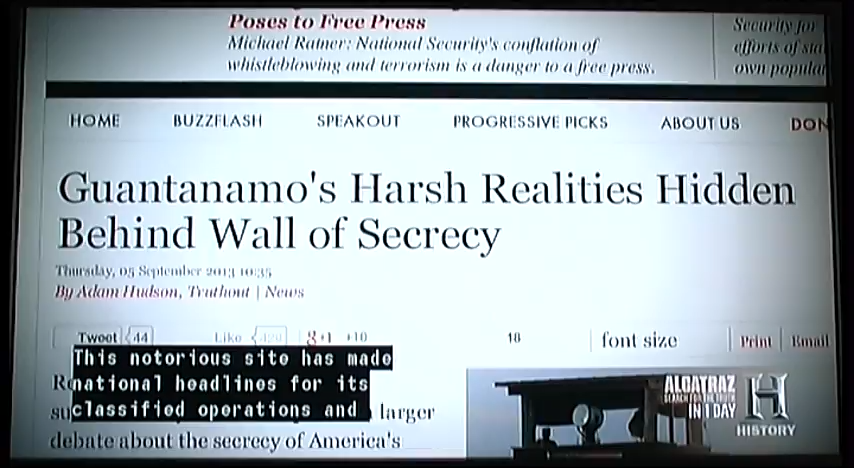 Poses to Free Press
Michael Ratner: National Security's conflation of
whistleblowing and terrorism is a danger to a free press.
Security for
efforts of
own popular
HOME BUZZFLASH SPEAKOUT PROGRESSIVE PICKS ABOUT US DON
Guantanamo's Harsh Realities Hidden
Behind Wall of Secrecy
Thursday, 05 September 2013 10:35
By Adam Hudson, Truthout | News
Tweet 44 Like g+1 +10 18 font size Print Email
This notorious site has made
national headlines for its
classified operations and
larger
debate about the secrecy of America's
ALCATRAZ
SEARCH FOR THE TRUTH
IN 1 DAY
H
HISTORY